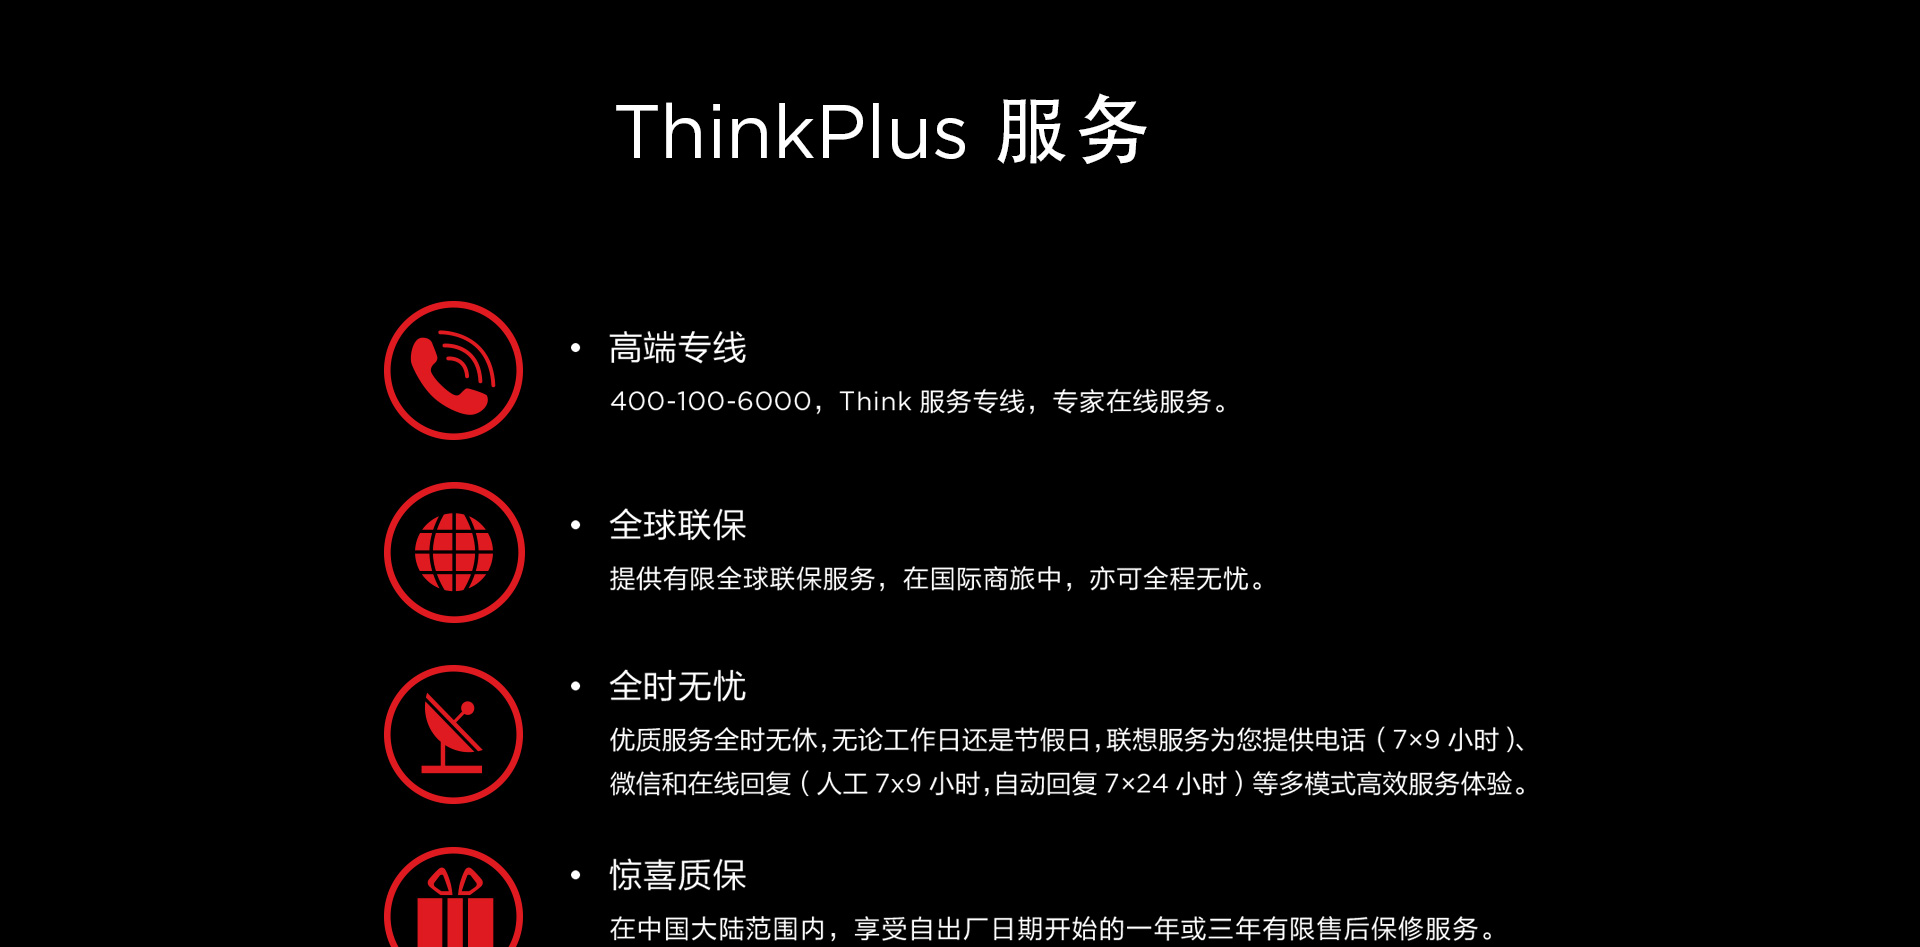 ThinkPlus 服务
• 高端专线
400-100-6000，Think 服务专线，专家在线服务。
• 全球联保
提供有限全球联保服务，在国际商旅中，亦可全程无忧。
• 全时无忧
优质服务全时无休，无论工作日还是节假日，联想服务为您提供电话（7×9 小时）、
微信和在线回复（人工 7x9 小时，自动回复 7×24 小时）等多模式高效服务体验。
• 惊喜质保
在中国大陆范围内，享受自出厂日期开始的一年或三年有限售后保修服务。